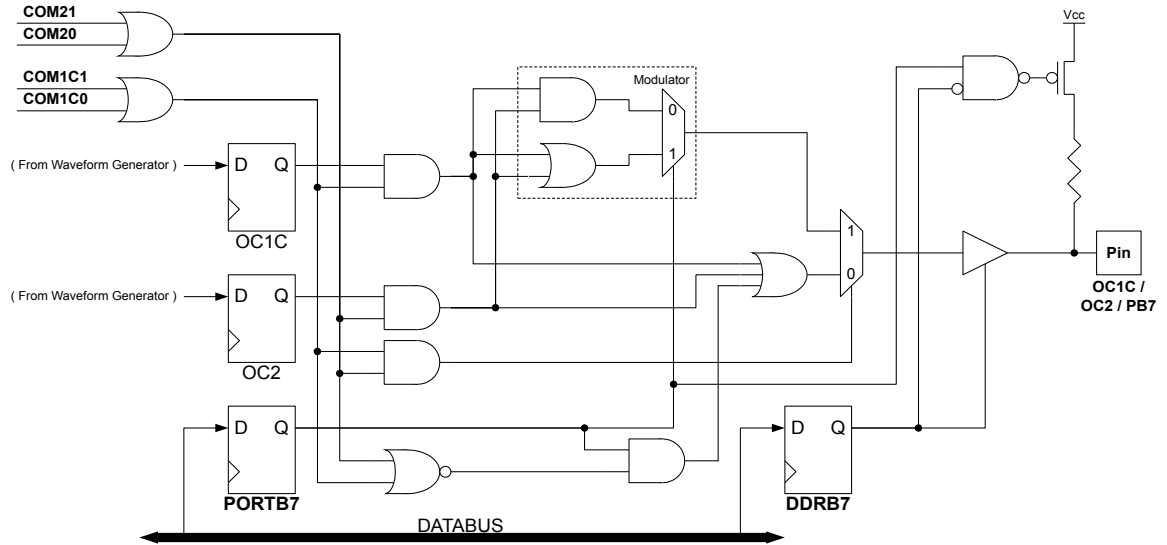 COM21
COM20
COM1C1
COM1C0
( From Waveform Generator )
D Q
OC1C
( From Waveform Generator )
D Q
OC2
D Q
PORTB7
DATABUS
Modulator
0
1
1
0
D Q
DDRB7
Vcc
Pin
OC1C /
OC2 / PB7